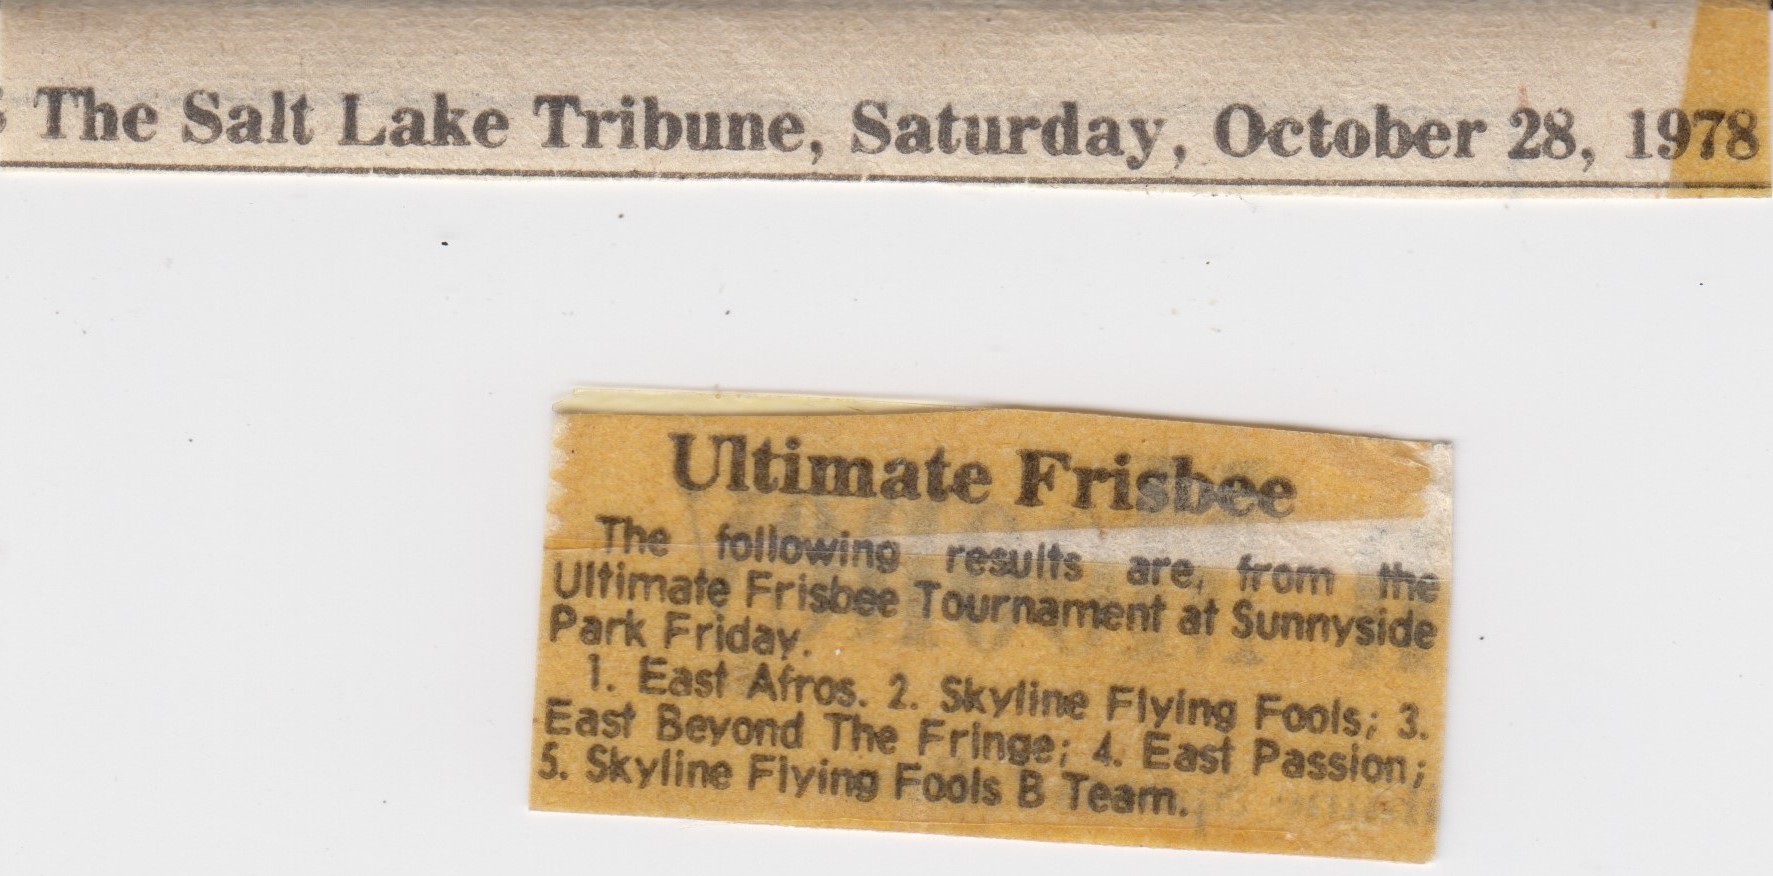 The Salt Lake Tribune, Saturday, October 28, 1978
Ultimate Frisbee
The following results are, from the
Ultimate Frisbee Tournament at Sunnyside
Park Friday.
1. East Afros. 2. Skyline Flying Fools; 3.
East Beyond The Fringe; 4. East Passion;
5. Skyline Flying Fools B Team.